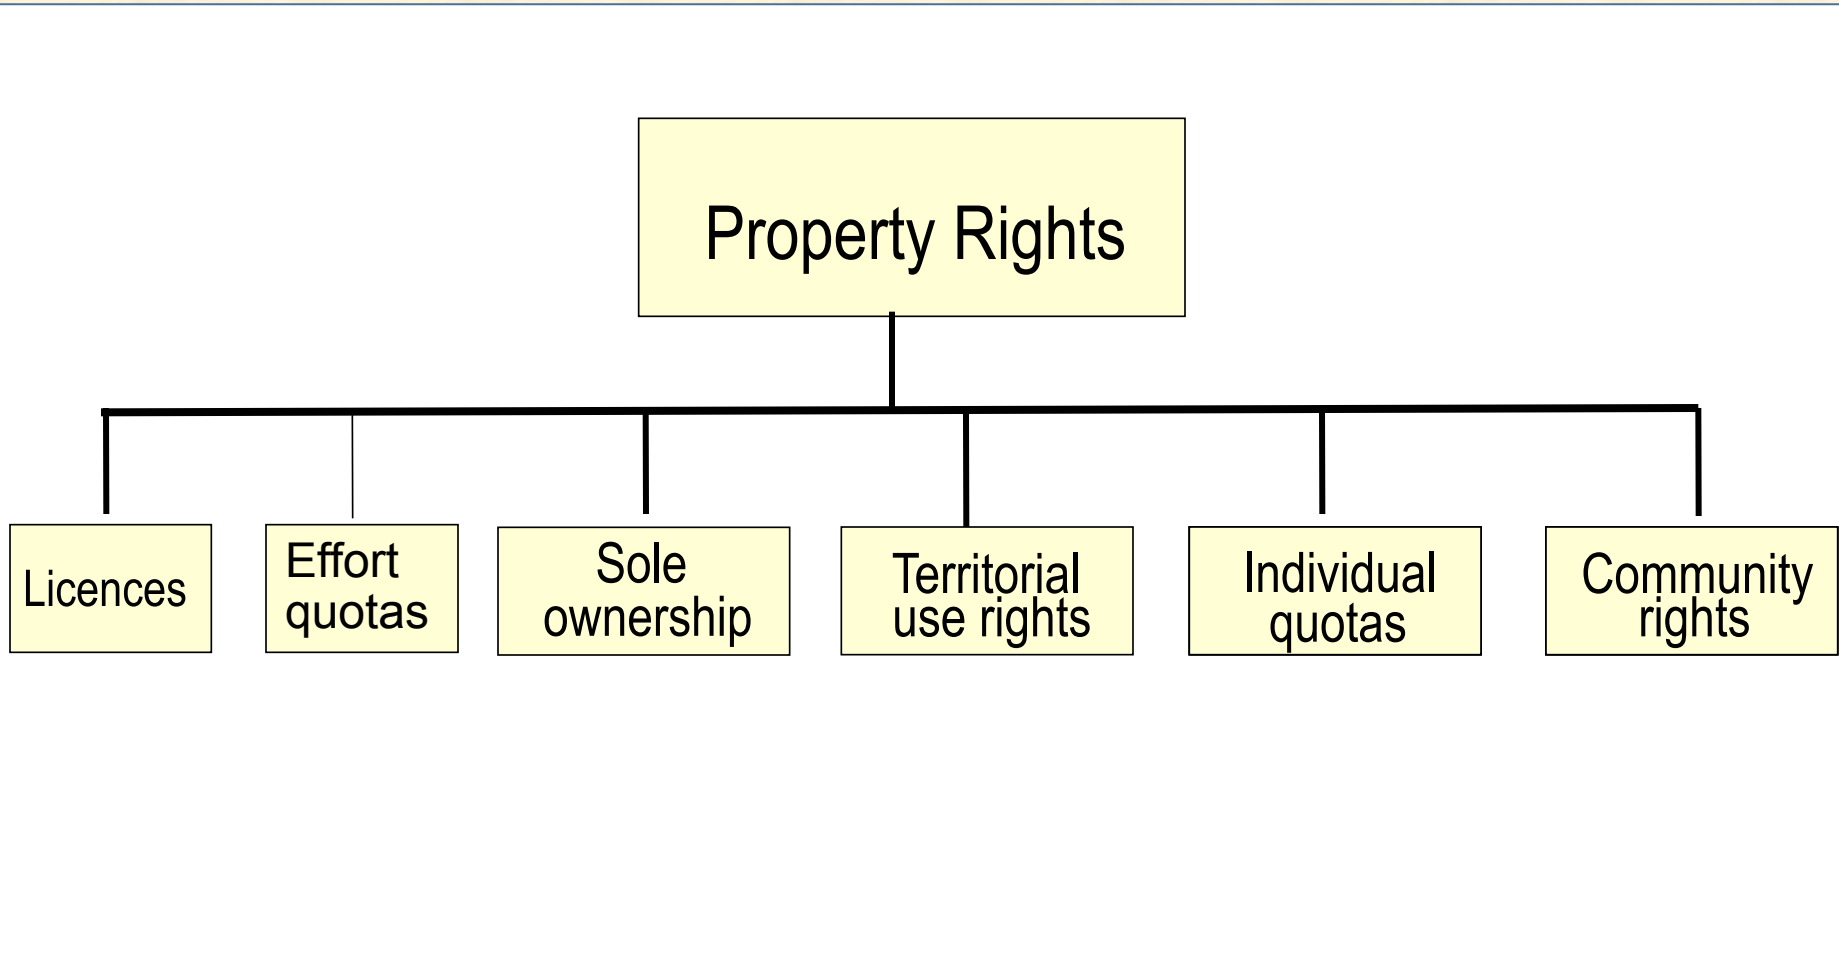 Property Rights
Licences
Effort
quotas
Sole
ownership
Territorial
use rights
Individual
quotas
Community
rights